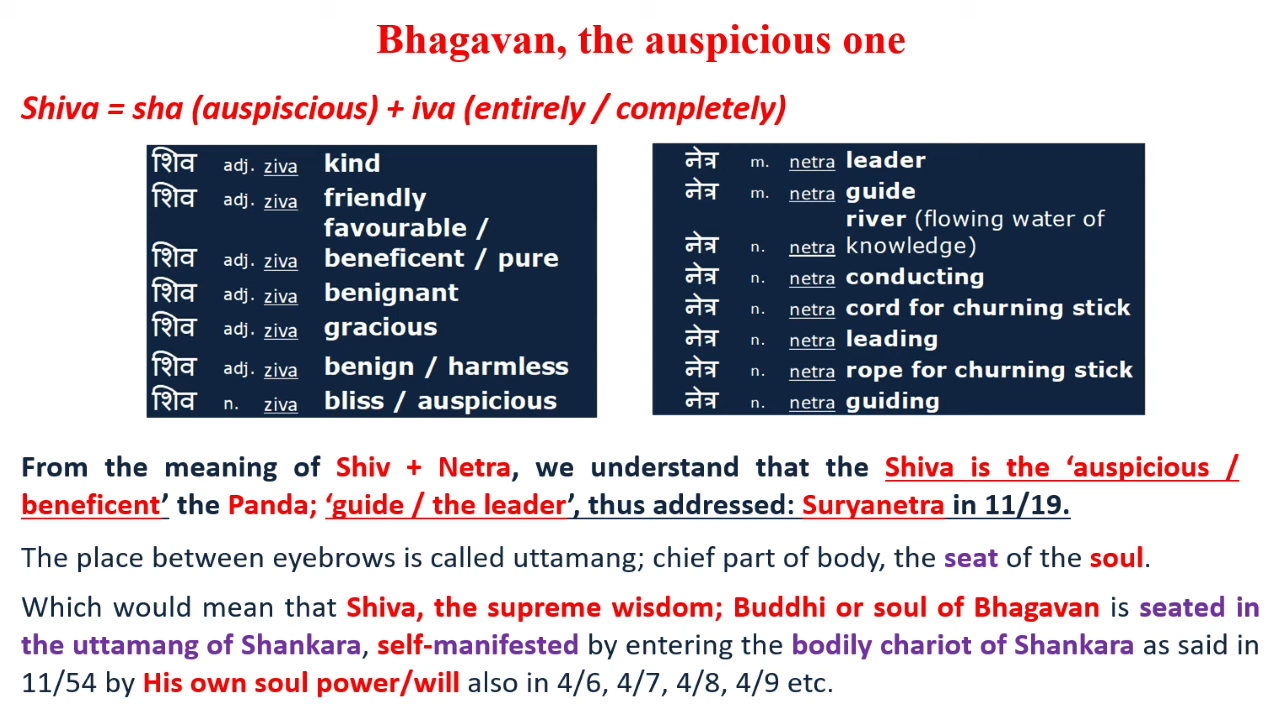 Bhagavan, the auspicious one
Shiva = sha (auspiscious) + iva (entirely / completely)
शिव adj. ziva kind
शिव adj. ziva friendly
favourable /
शिव adj. ziva beneficent / pure
शिव adj. ziva benignant
शिव adj. ziva gracious
शिव adj. ziva benign / harmless
शिव n. ziva bliss / auspicious
नेत्र m. netra leader
नेत्र m. netra guide
river (flowing water of
नेत्र n. netra knowledge)
नेत्र n. netra conducting
नेत्र n. netra cord for churning stick
नेत्र n. netra leading
नेत्र n. netra rope for churning stick
नेत्र n. netra guiding
From the meaning of Shiv + Netra, we understand that the Shiva is the ‘auspicious /
beneficent’ the Panda; ‘guide / the leader’, thus addressed: Suryanetra in 11/19.
The place between eyebrows is called uttamang; chief part of body, the seat of the soul.
Which would mean that Shiva, the supreme wisdom; Buddhi or soul of Bhagavan is seated in
the uttamang of Shankara, self-manifested by entering the bodily chariot of Shankara as said in
11/54 by His own soul power/will also in 4/6, 4/7, 4/8, 4/9 etc.